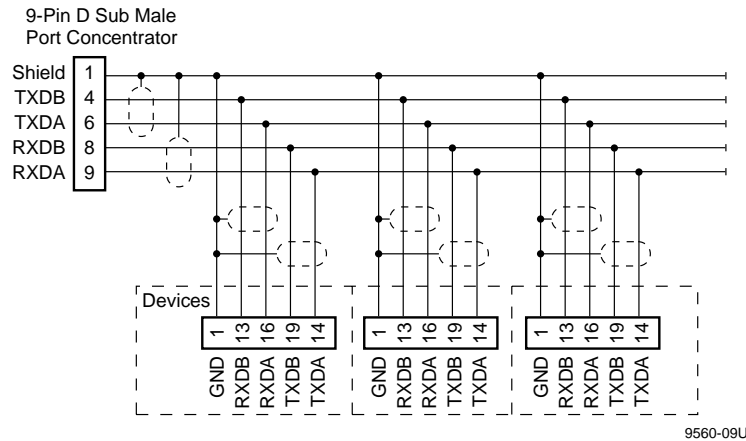 9-Pin D Sub Male
Port Concentrator
Shield 1
TXDB 4
TXDA 6
RXDB 8
RXDA 9
Devices
1 13 16 19 14
1 13 16 19 14
1 13 16 19 14
GND RXDB RXDA TXDB TXDA
GND RXDB RXDA TXDB TXDA
GND RXDB RXDA TXDB TXDA
9560-09U